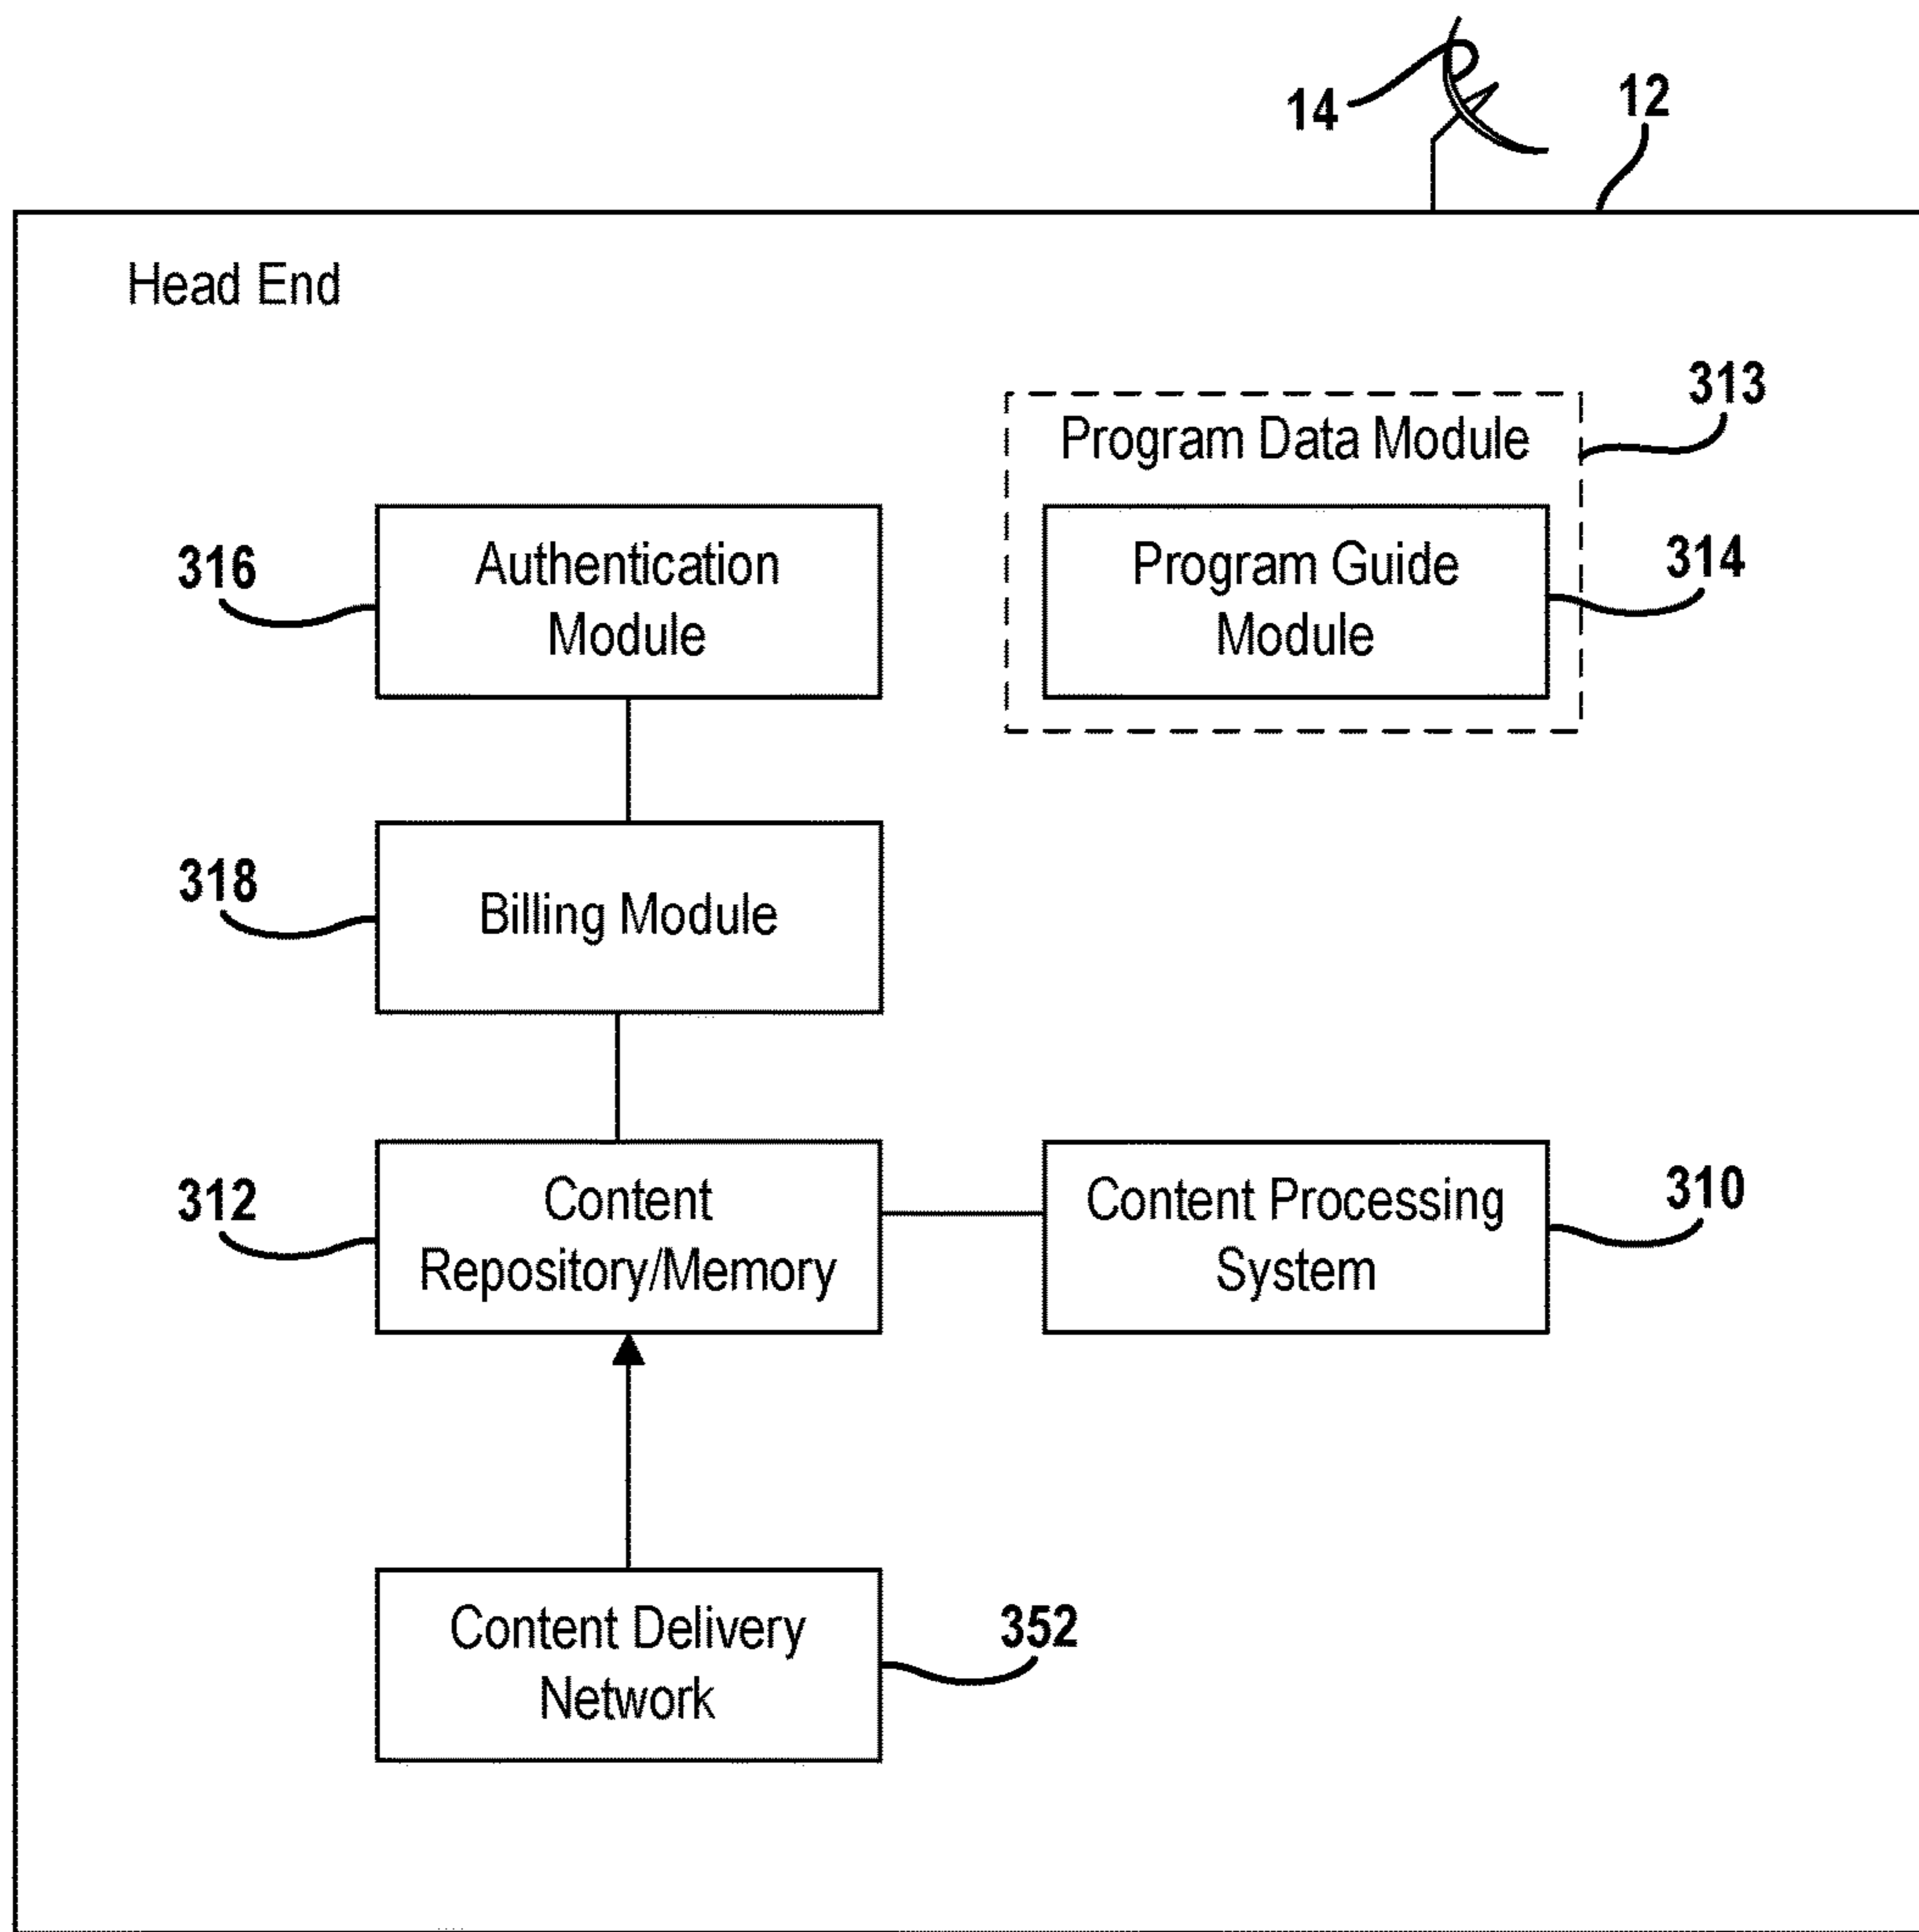 14
12
Head End
313
Program Data Module
316
Authentication
Module
Program Guide
Module
314
318
Billing Module
312
Content
Repository/Memory
Content Processing
System
310
Content Delivery
Network
352